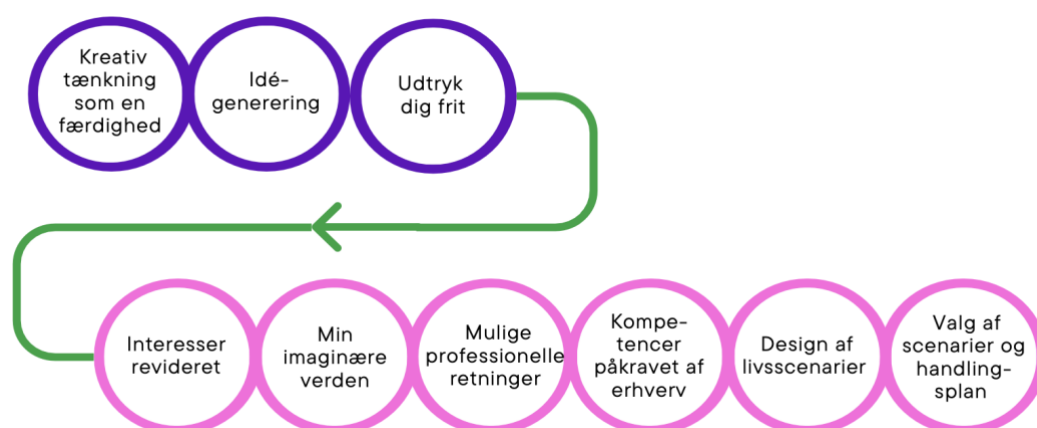 Kreativ
tænkning
som en
færdighed
Idé-
generering
Udtryk
dig frit
Interesser
revideret
Min
imaginære
verden
Mulige
professionelle
retninger
Kompe-
tencer
påkravet af
erhverv
Design af
livsscenarier
Valg af
scenarier og
handling-
splan